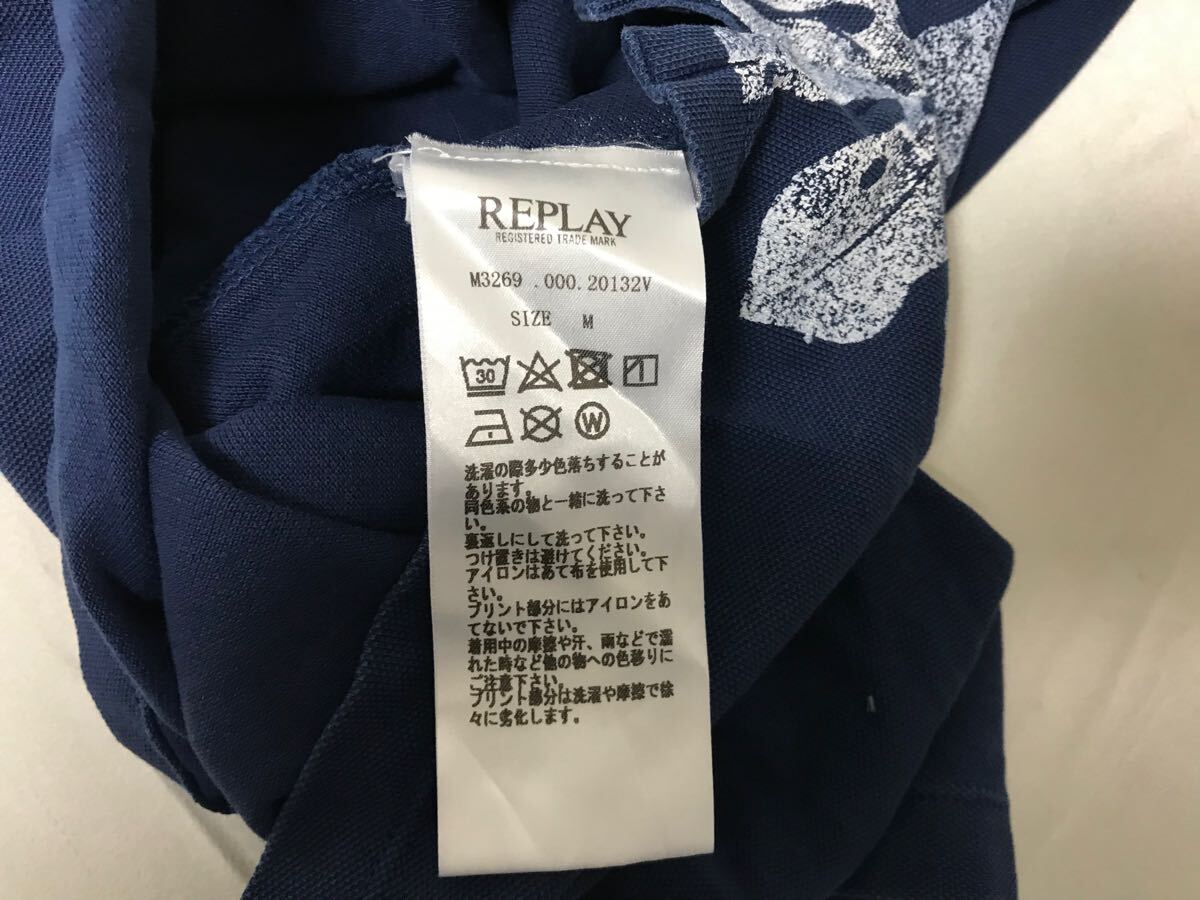 REPLAY
REGISTERED TRADE MARK
M3269 .000.20132V
SIZE M
30
W
洗濯の際多少色落ちすることが
あります。
同色系の物と一緒に洗って下さ
い。
裏返しにして洗って下さい。
つけ置きは避けてください。
アイロンはあて布を使用して下
さい。
プリント部分にはアイロンをあ
てないで下さい。
着用中の摩擦や汗、雨などで濡
れた時など他の物への色移りに
ご注意下さい。
プリント部分は洗濯や摩擦で徐
々に劣化します。